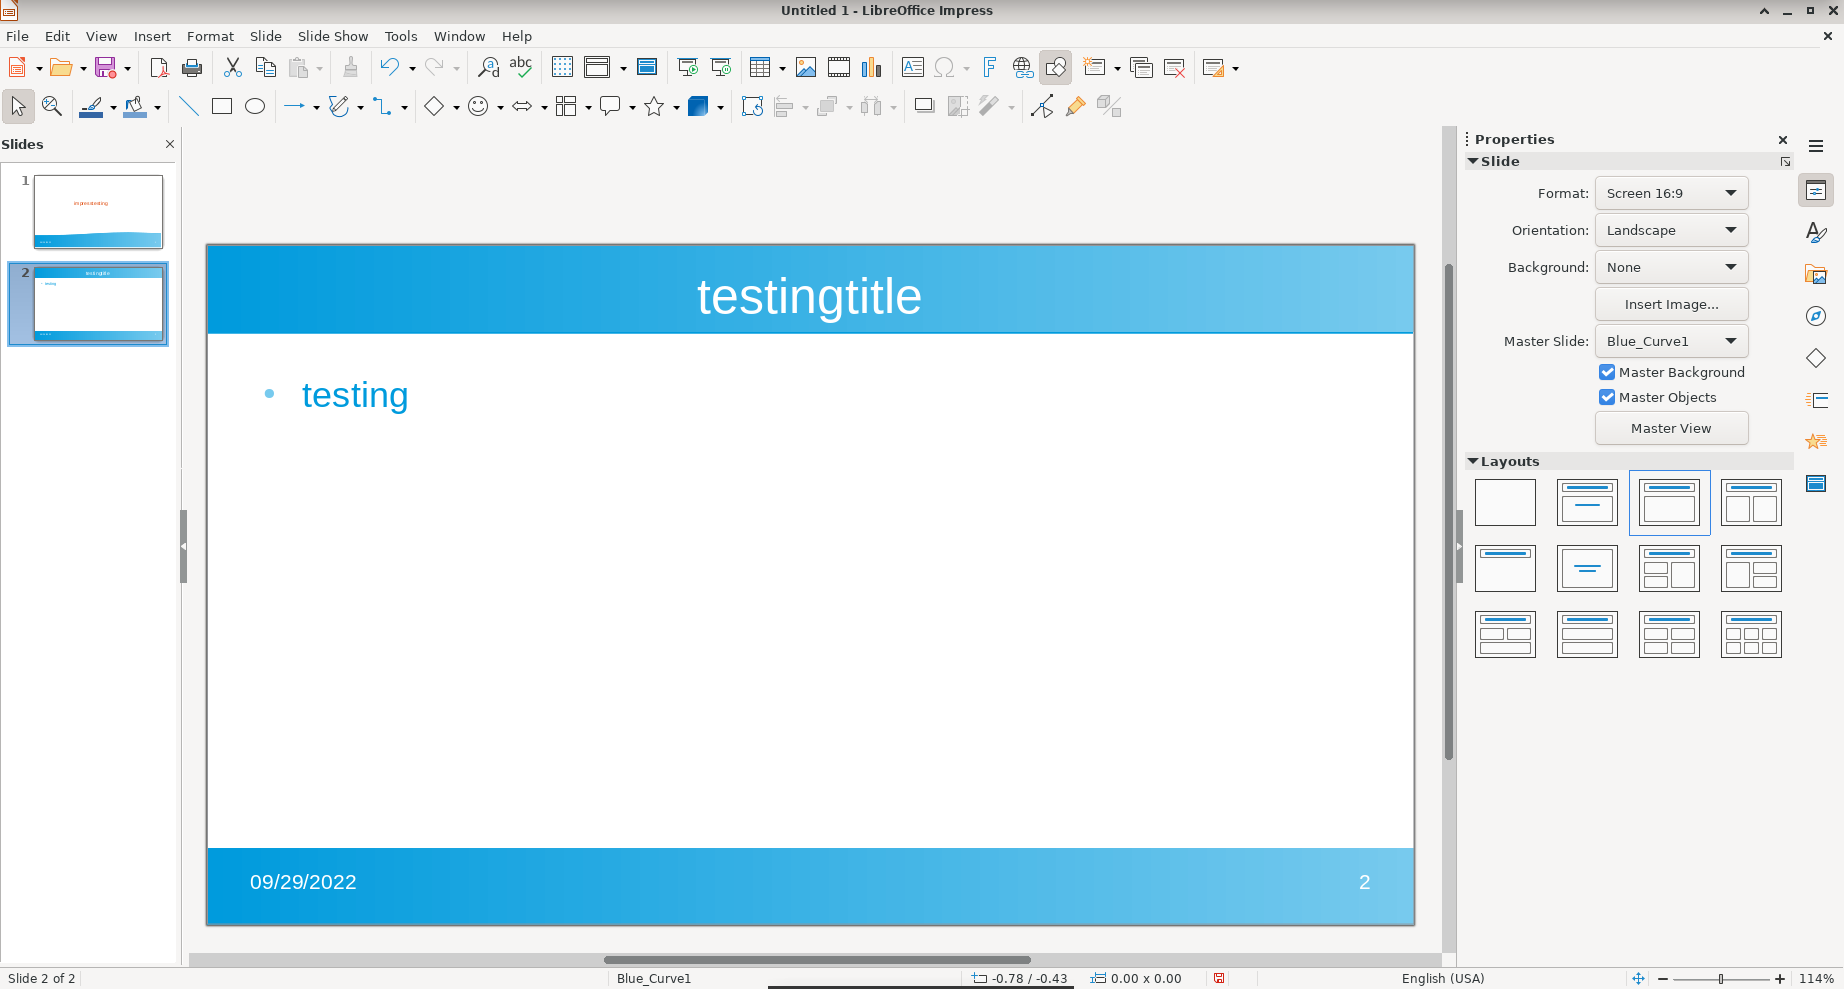 Untitled 1 - LibreOffice Impress
File Edit View Insert Format Slide Slide Show Tools Window Help
Slides
1
2
testingtitle
testing
testingtitle
• testing
09/29/2022
2
Properties
Slide
Format: Screen 16:9
Orientation: Landscape
Background: None
Insert Image...
Master Slide: Blue_Curve1
Master Background
Master Objects
Master View
Layouts
Slide 2 of 2
Blue_Curve1
-0.78 / -0.43
0.00 x 0.00
English (USA)
114%